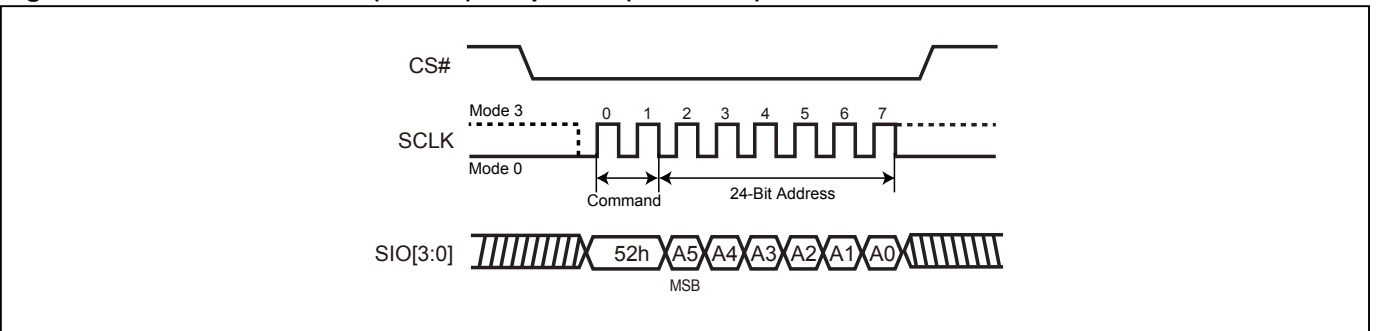 CS#
Mode 3
0 1 2 3 4 5 6 7
SCLK
Mode 0
Command
24-Bit Address
SIO[3:0]
52h A5 A4 A3 A2 A1 A0
MSB